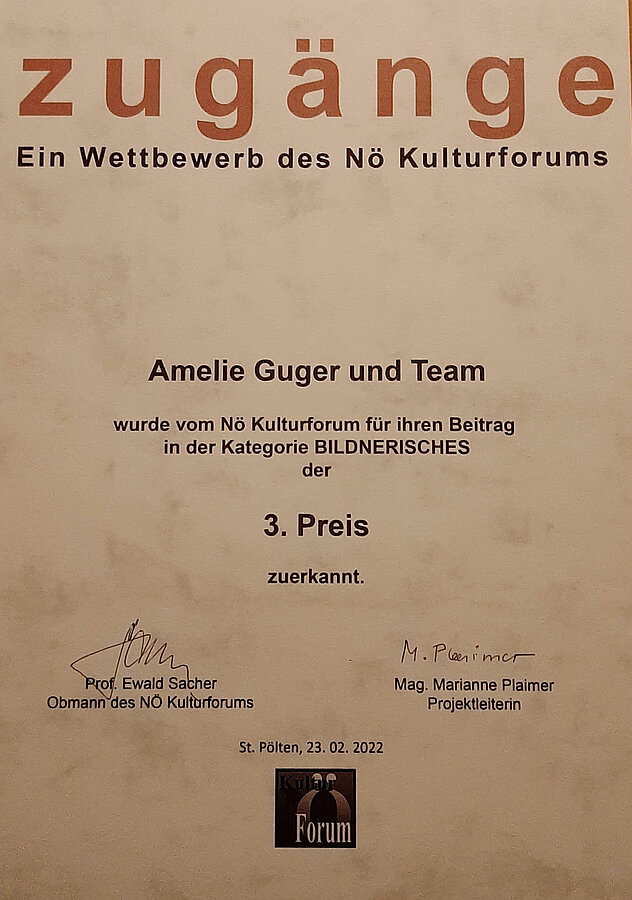 zugänge
Ein Wettbewerb des Nö Kulturforums
Amelie Guger und Team
wurde vom Nö Kulturforum für ihren Beitrag
in der Kategorie BILDNERISCHES
der
3. Preis
zuerkannt.
M. Plaimer
Prof. Ewald Sacher
Obmann des NÖ Kulturforums
Mag. Marianne Plaimer
Projektleiterin
St. Pölten, 23. 02. 2022
Kultur
Forum